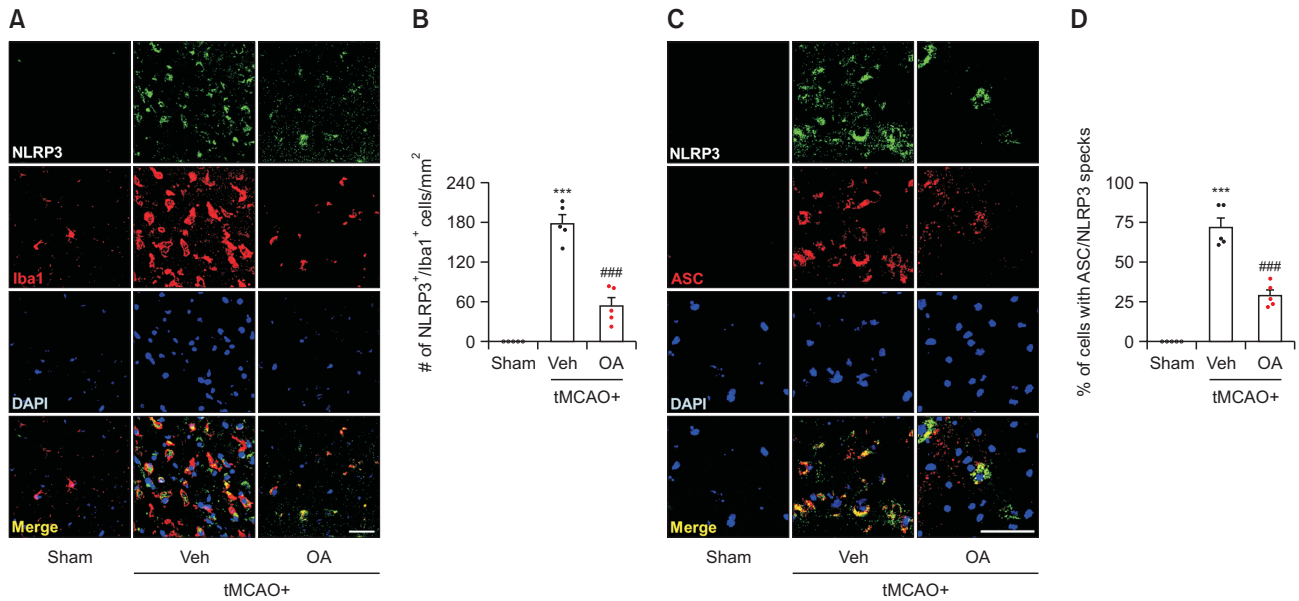 A
NLRP3
Iba1
DAPI
Merge
Sham Veh OA
tMCAO+
B
# of NLRP3+/Iba1+ cells/mm2
240
180
120
60
0
***
###
Sham Veh OA
tMCAO+
C
NLRP3
ASC
DAPI
Merge
Sham Veh OA
tMCAO+
D
% of cells with ASC/NLRP3 specks
100
75
50
25
0
***
###
Sham Veh OA
tMCAO+